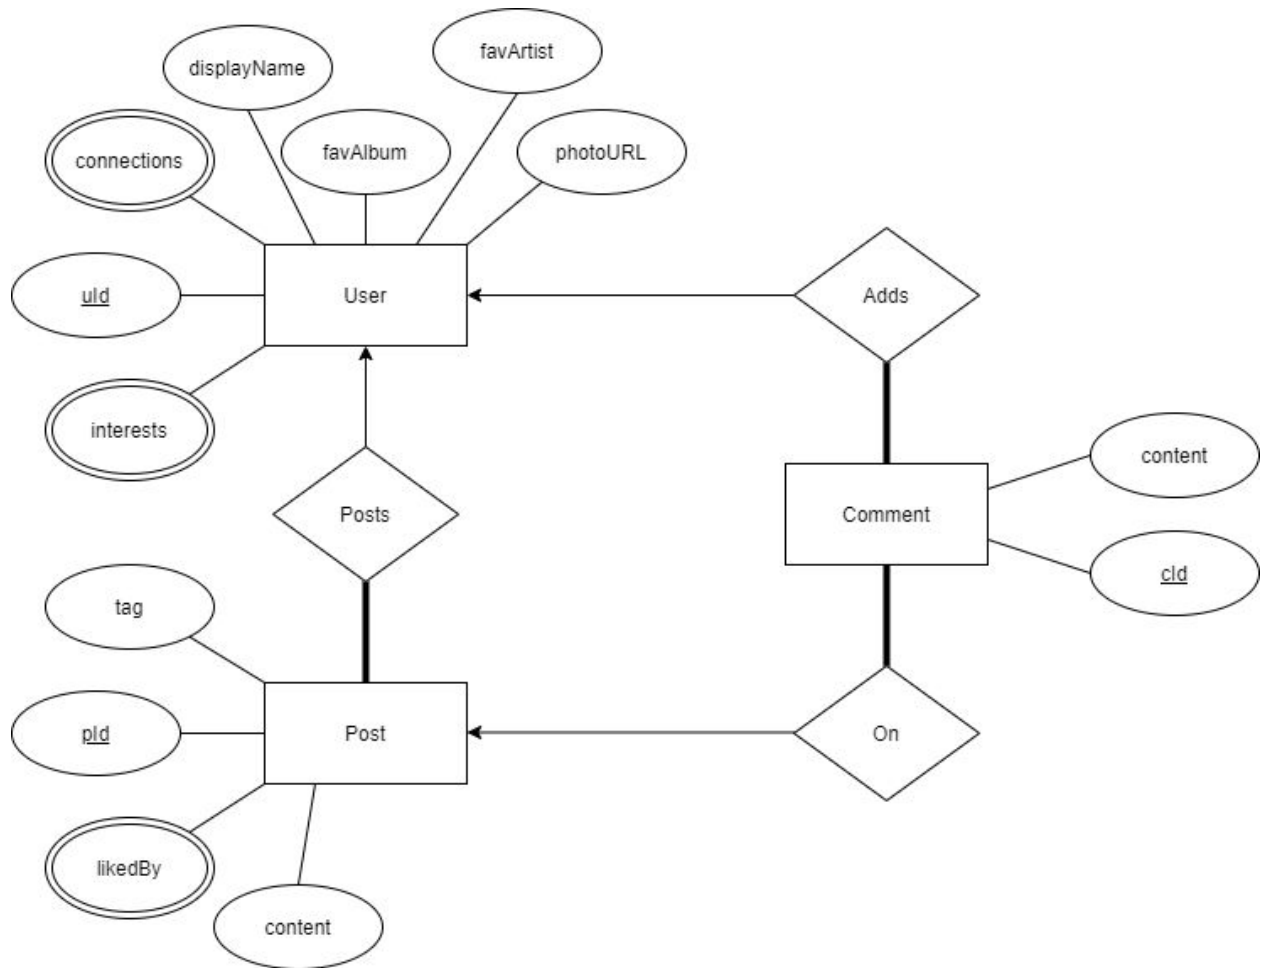 favArtist
displayName
connections
favAlbum
photoURL
uId
User
Adds
interests
content
Posts
Comment
cId
tag
pId
Post
On
likedBy
content